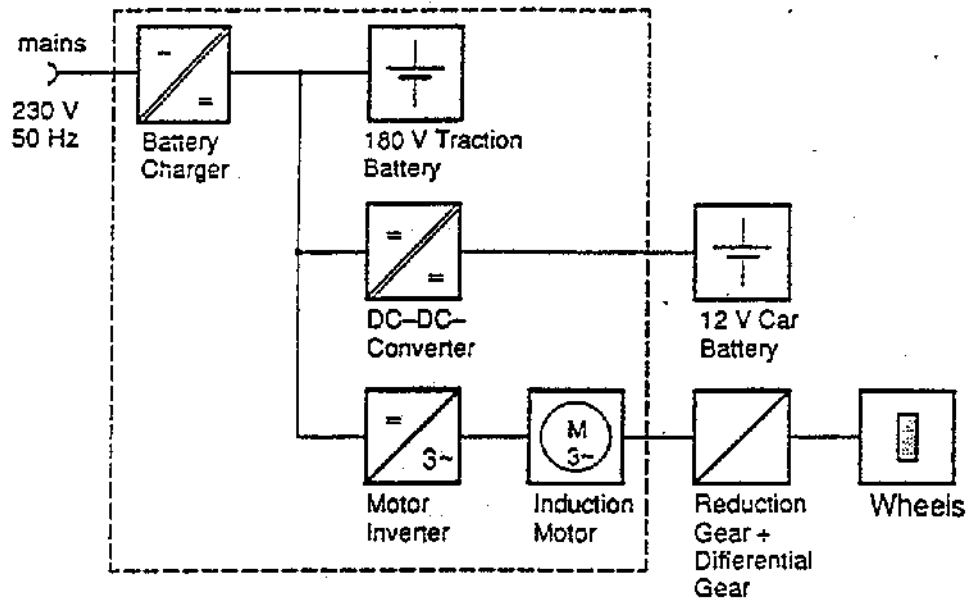 mains
230 V
50 Hz
~
=
Battery
Charger
180 V Traction
Battery
=
=
DC–DC–
Converter
12 V Car
Battery
=
3~
Motor
Inverter
M
3~
Induction
Motor
Reduction
Gear +
Differential
Gear
Wheels